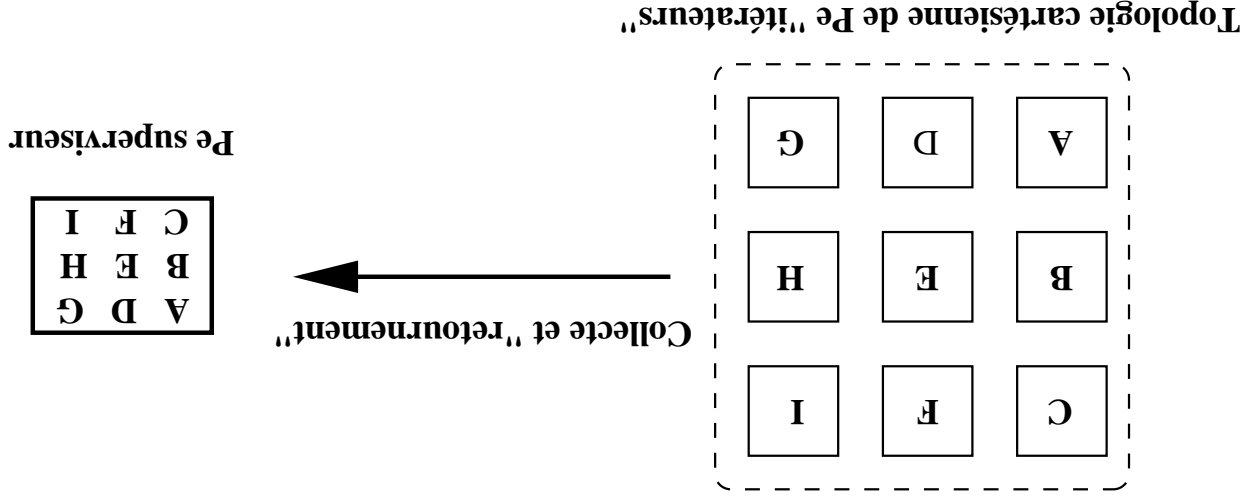 C F I
B E H
A D G
Topologie cartésienne de Pe "itérateurs"
Collecte et "retournement"
A D G
B E H
C F I
Pe superviseur